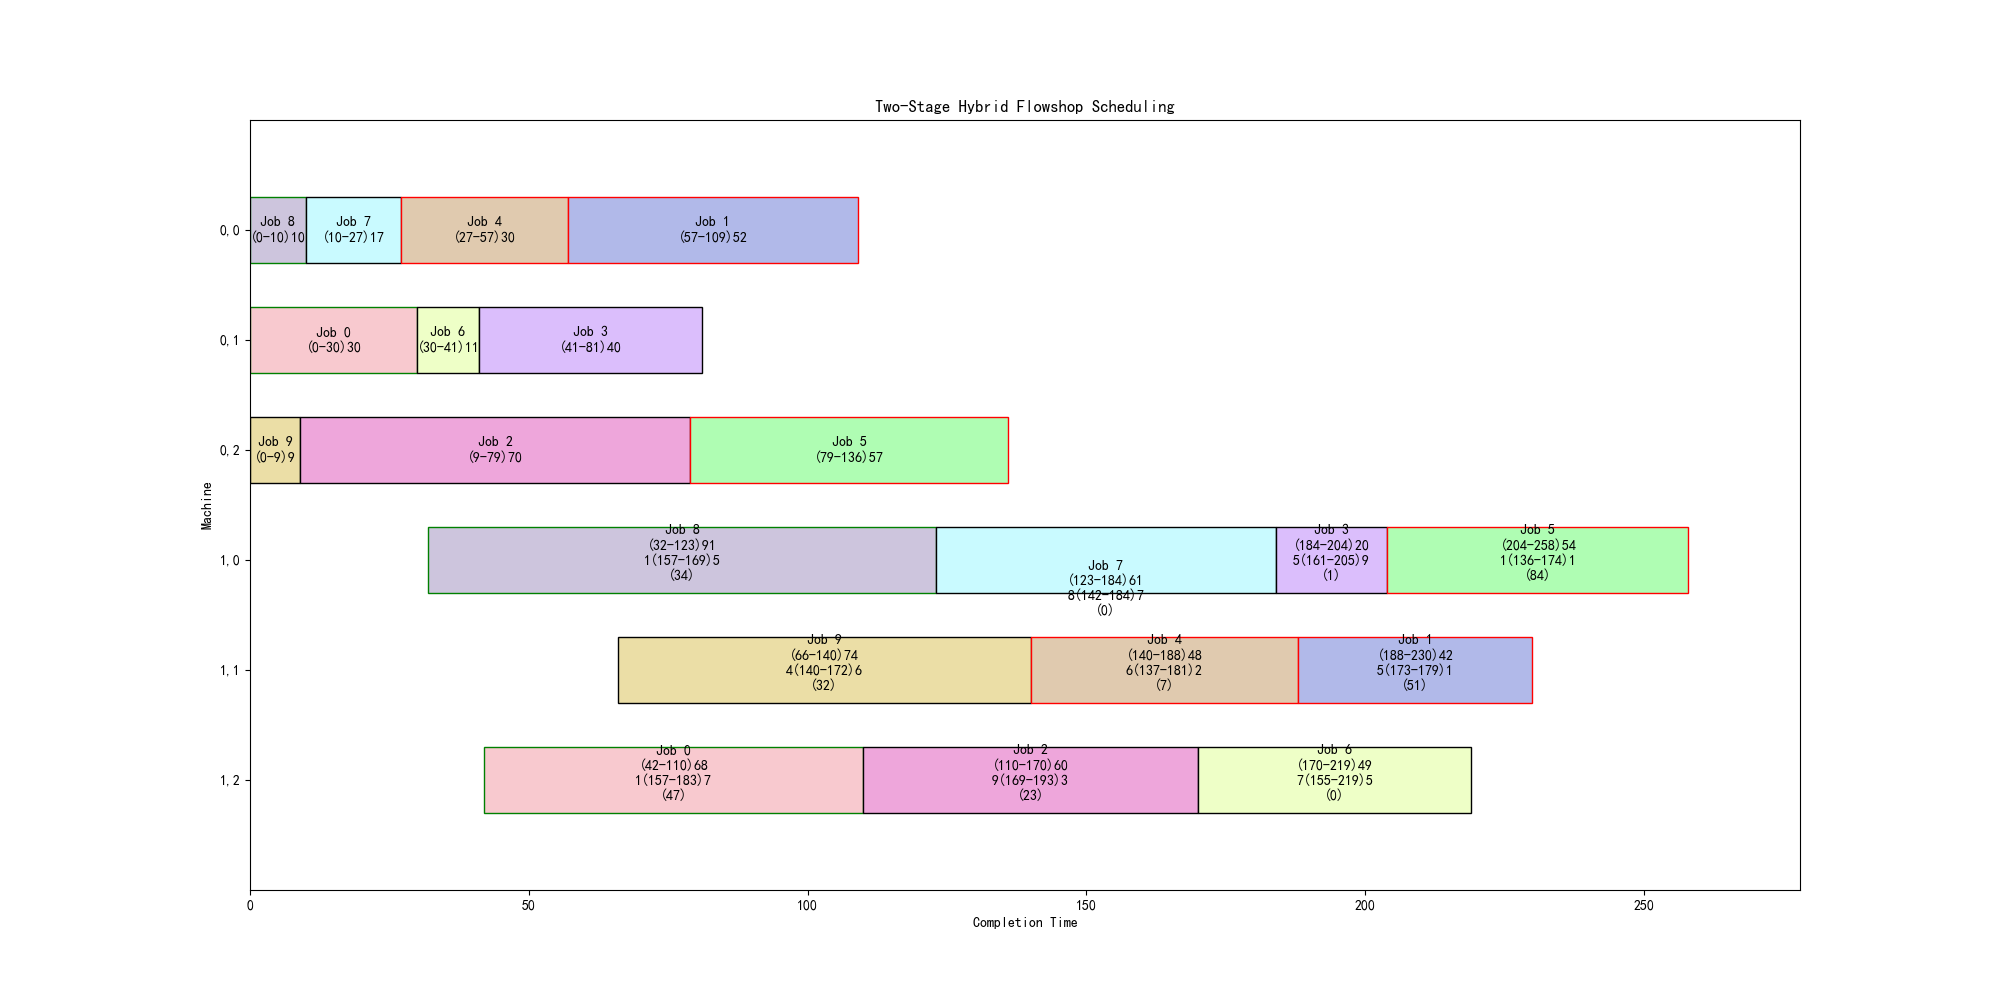 Two-Stage Hybrid Flowshop Scheduling
0,0
Job 8
(0-10)10
Job 7
(10-27)17
Job 4
(27-57)30
Job 1
(57-109)52
0,1
Job 0
(0-30)30
Job 6
(30-41)11
Job 3
(41-81)40
0,2
Job 9
(0-9)9
Job 2
(9-79)70
Job 5
(79-136)57
Machine
1,0
Job 8
(32-123)91
1(157-169)5
(34)
Job 7
(123-184)61
8(142-184)7
(0)
Job 3
(184-204)20
5(161-205)9
(1)
Job 5
(204-258)54
1(136-174)1
(84)
1,1
Job 9
(66-140)74
4(140-172)6
(32)
Job 4
(140-188)48
6(137-181)2
(7)
Job 1
(188-230)42
5(173-179)1
(51)
1,2
Job 0
(42-110)68
1(157-183)7
(47)
Job 2
(110-170)60
9(169-193)3
(23)
Job 6
(170-219)49
7(155-219)5
(0)
0 50 100 150 200 250
Completion Time